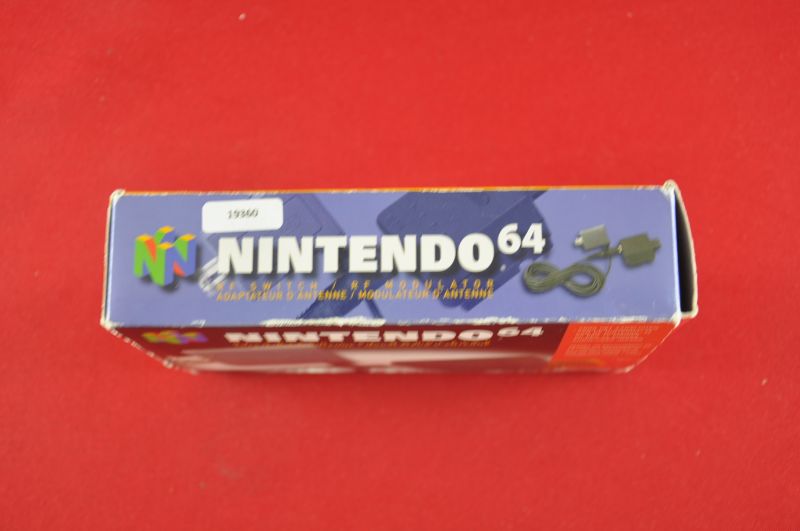 19360
NINTENDO64
RF SWITCH / RF MODULATOR
ADAPTATEUR D'ANTENNE / MODULATEUR D'ANTENNE
NINTENDO64